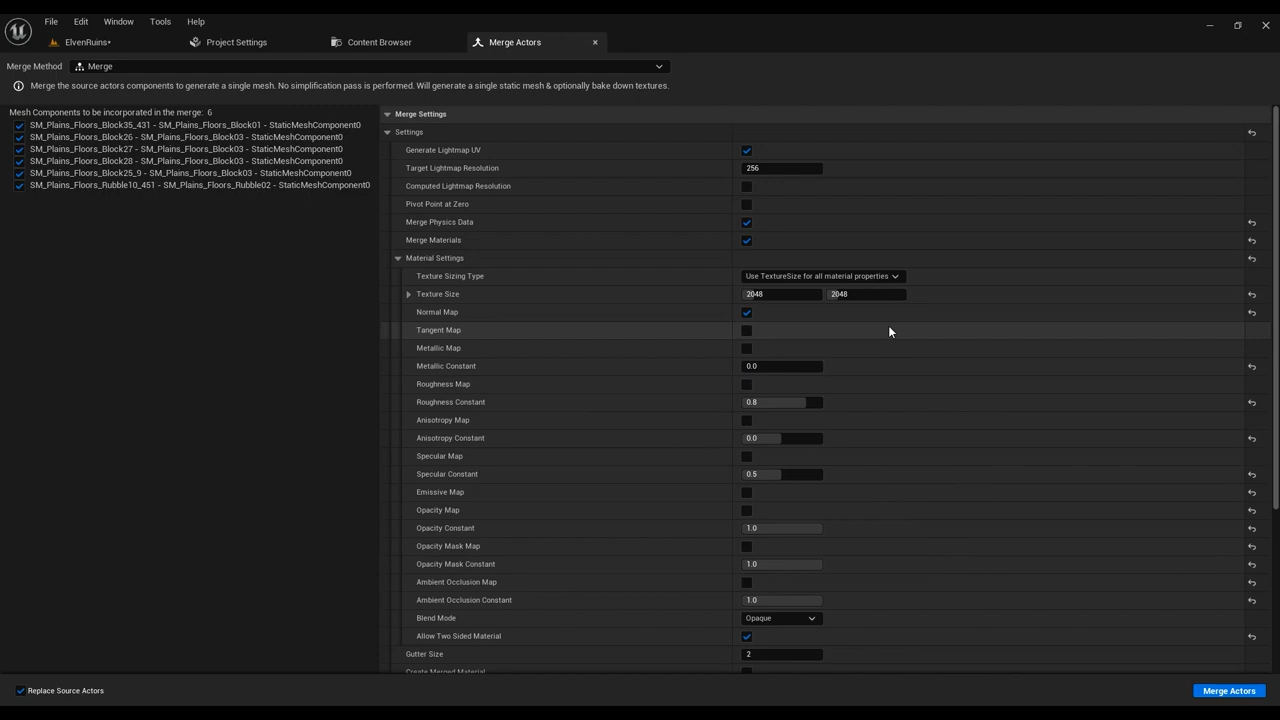 File Edit Window Tools Help
ElvenRuins* Project Settings Content Browser Merge Actors
Merge Method Merge
Merge the source actors components to generate a single mesh. No simplification pass is performed. Will generate a single static mesh & optionally bake down textures.
Mesh Components to be incorporated in the merge: 6
SM_Plains_Floors_Block35_431 - SM_Plains_Floors_Block01 - StaticMeshComponent0
SM_Plains_Floors_Block26 - SM_Plains_Floors_Block03 - StaticMeshComponent0
SM_Plains_Floors_Block27 - SM_Plains_Floors_Block03 - StaticMeshComponent0
SM_Plains_Floors_Block28 - SM_Plains_Floors_Block03 - StaticMeshComponent0
SM_Plains_Floors_Block25_9 - SM_Plains_Floors_Block03 - StaticMeshComponent0
SM_Plains_Floors_Rubble10_451 - SM_Plains_Floors_Rubble02 - StaticMeshComponent0
Merge Settings
Settings
Generate Lightmap UV
Target Lightmap Resolution 256
Computed Lightmap Resolution
Pivot Point at Zero
Merge Physics Data
Merge Materials
Material Settings
Texture Sizing Type Use TextureSize for all material properties
Texture Size 2048 2048
Normal Map
Tangent Map
Metallic Map
Metallic Constant 0.0
Roughness Map
Roughness Constant 0.8
Anisotropy Map
Anisotropy Constant 0.0
Specular Map
Specular Constant 0.5
Emissive Map
Opacity Map
Opacity Constant 1.0
Opacity Mask Map
Opacity Mask Constant 1.0
Ambient Occlusion Map
Ambient Occlusion Constant 1.0
Blend Mode Opaque
Allow Two Sided Material
Gutter Size 2
Create Merged Material
Replace Source Actors Merge Actors